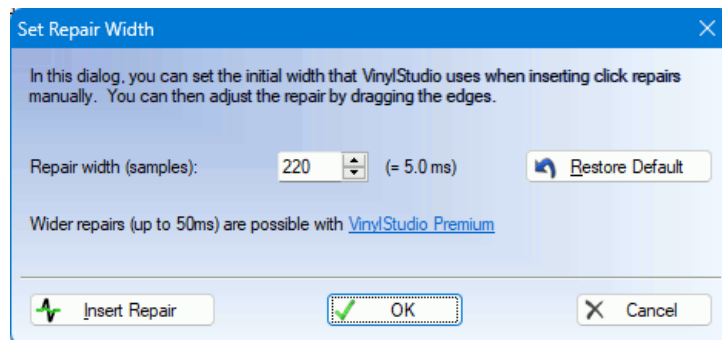 Set Repair Width
In this dialog, you can set the initial width that VinylStudio uses when inserting click repairs
manually. You can then adjust the repair by dragging the edges.
Repair width (samples): 220 (= 5.0 ms) Restore Default
Wider repairs (up to 50ms) are possible with VinylStudio Premium
Insert Repair OK Cancel